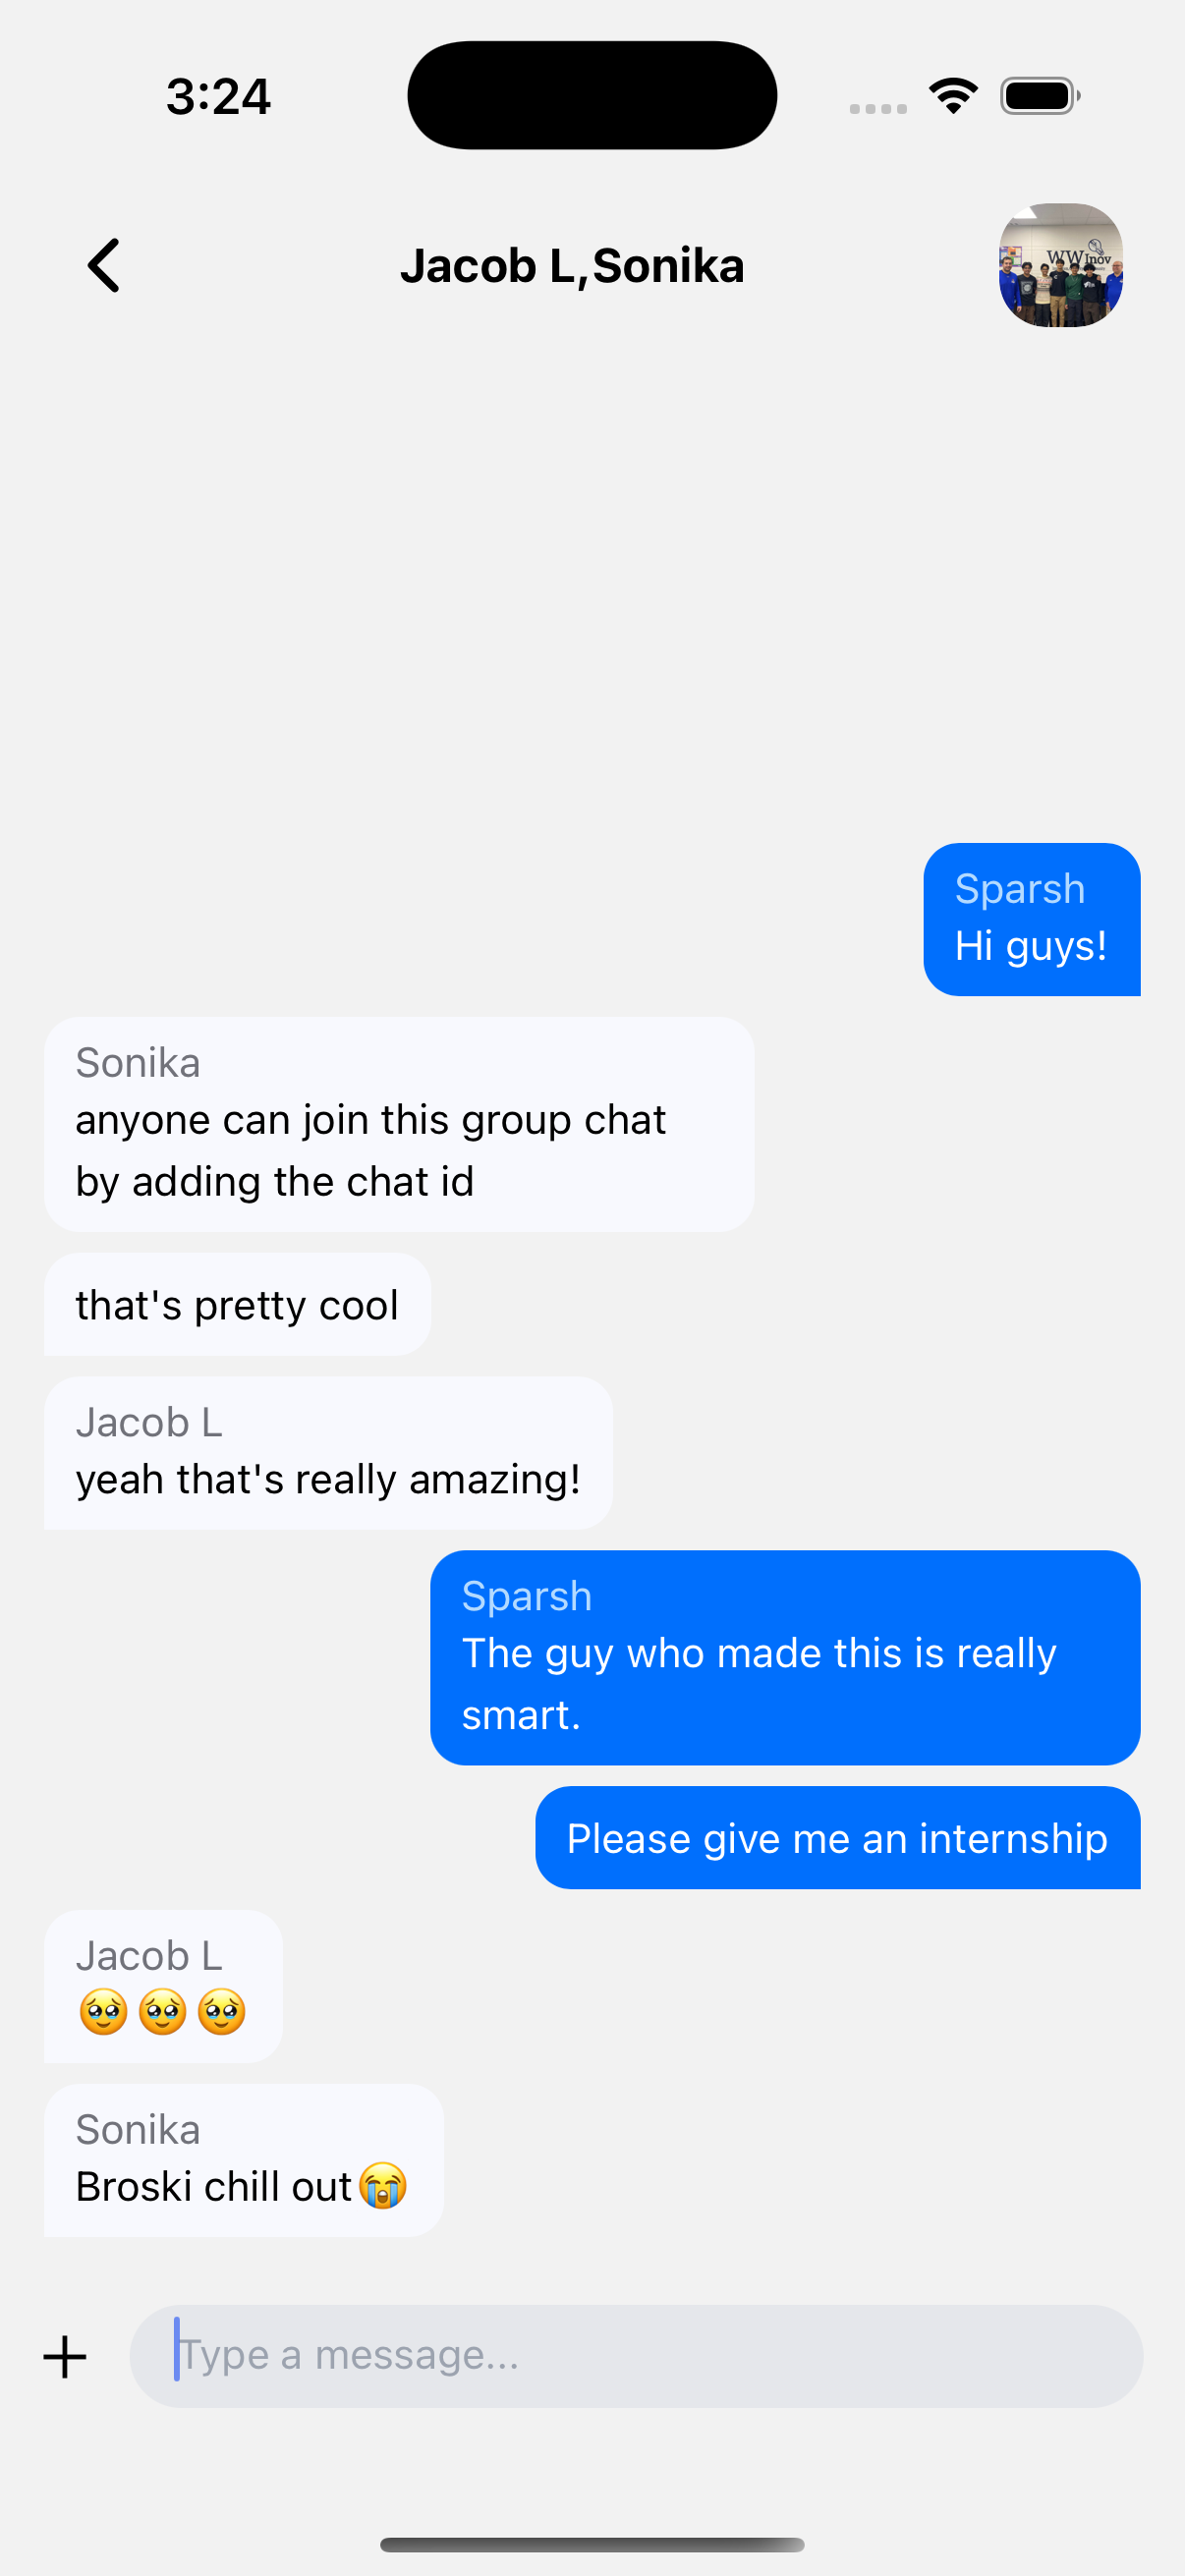 3:24
Jacob L,Sonika
WW Inov
Sparsh
Hi guys!
Sonika
anyone can join this group chat
by adding the chat id
that's pretty cool
Jacob L
yeah that's really amazing!
Sparsh
The guy who made this is really
smart.
Please give me an internship
Jacob L
🥹🥹🥹
Sonika
Broski chill out😭
Type a message...